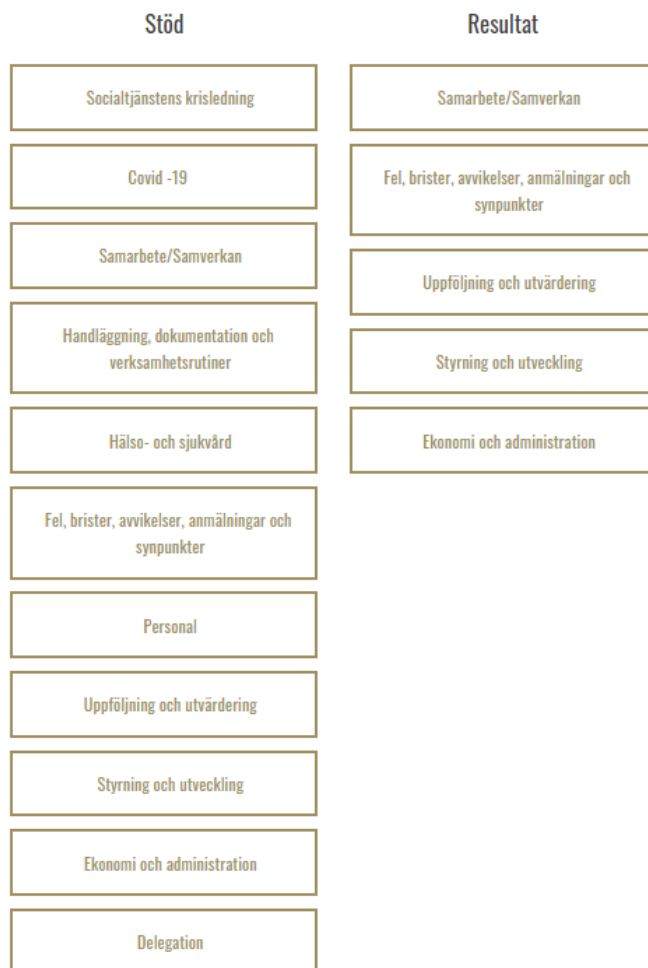 Stöd
Socialtjänstens krisledning
Covid -19
Samarbete/Samverkan
Handläggning, dokumentation och
verksamhetsrutiner
Hälso- och sjukvård
Fel, brister, avvikelser, anmälningar och
synpunkter
Personal
Uppföljning och utvärdering
Styrning och utveckling
Ekonomi och administration
Delegation
Resultat
Samarbete/Samverkan
Fel, brister, avvikelser, anmälningar och
synpunkter
Uppföljning och utvärdering
Styrning och utveckling
Ekonomi och administration